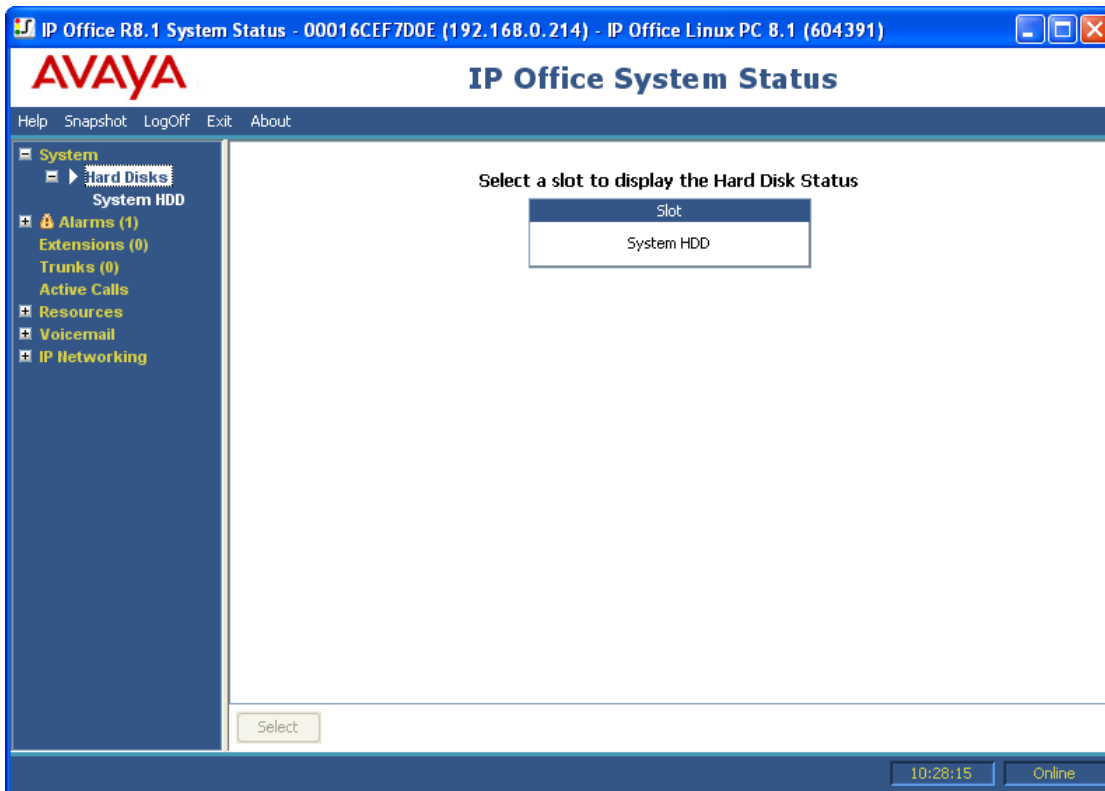 IP Office R8.1 System Status - 00016CEF7D0E (192.168.0.214) - IP Office Linux PC 8.1 (604391)
AVAYA
IP Office System Status
Help Snapshot LogOff Exit About
System
Hard Disks
System HDD
Alarms (1)
Extensions (0)
Trunks (0)
Active Calls
Resources
Voicemail
IP Networking
Select a slot to display the Hard Disk Status
Slot
System HDD
Select
10:28:15 Online